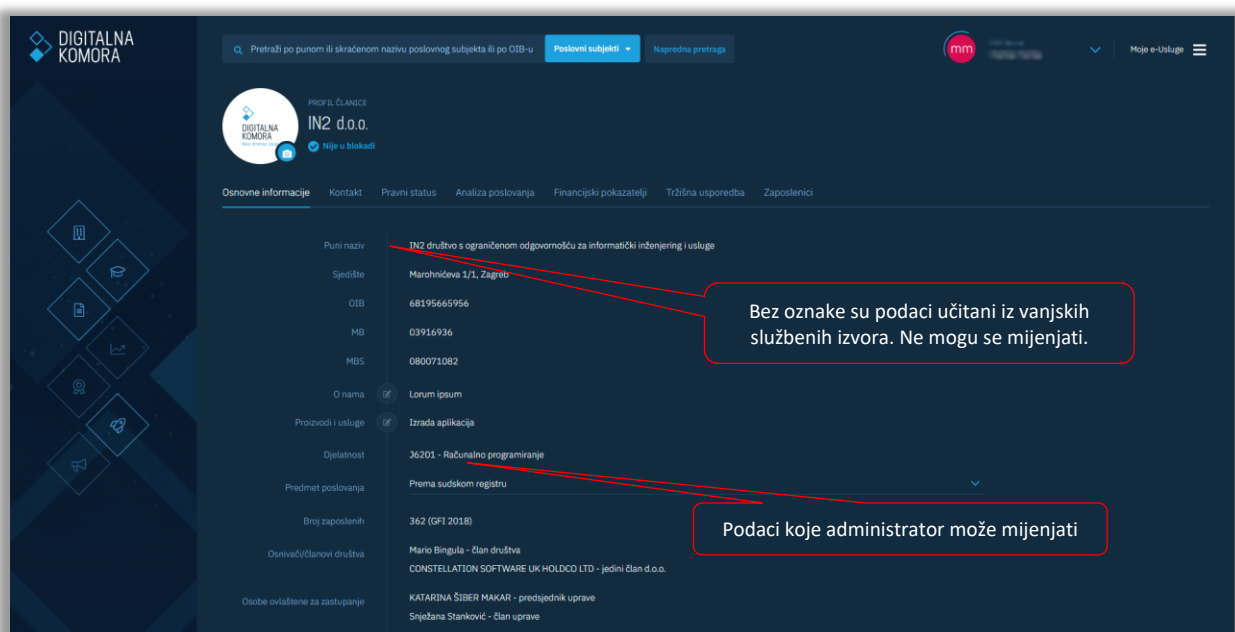 DIGITALNA
KOMORA
Pretraži po punom ili skraćenom nazivu poslovnog subjekta ili po OIB-u
Poslovni subjekti
Napredna pretraga
mm
Moje e-Usluge
DIGITALNA
KOMORA
PROFIL ČLANICE
IN2 d.o.o.
Nije u blokadi
Osnovne informacije Kontakt Pravni status Analiza poslovanja Financijski pokazatelji Tržišna usporedba Zaposlenici
Puni naziv IN2 društvo s ograničenom odgovornošću za informatički inženjering i usluge
Sjedište Marohnićeva 1/1, Zagreb
OIB 68195665956
MB 03916936
MBS 080071082
Bez oznake su podaci učitani iz vanjskih
službenih izvora. Ne mogu se mijenjati.
O nama Lorum ipsum
Proizvodi i usluge Izrada aplikacija
Djelatnost J6201 - Računalno programiranje
Predmet poslovanja Prema sudskom registru
Podaci koje administrator može mijenjati
Broj zaposlenih 362 (GFI 2018)
Osnivači/članovi društva Mario Bingula - član društva
CONSTELLATION SOFTWARE UK HOLDCO LTD - jedini član d.o.o.
Osobe ovlaštene za zastupanje KATARINA ŠIBER MAKAR - predsjednik uprave
Snježana Stanković - član uprave